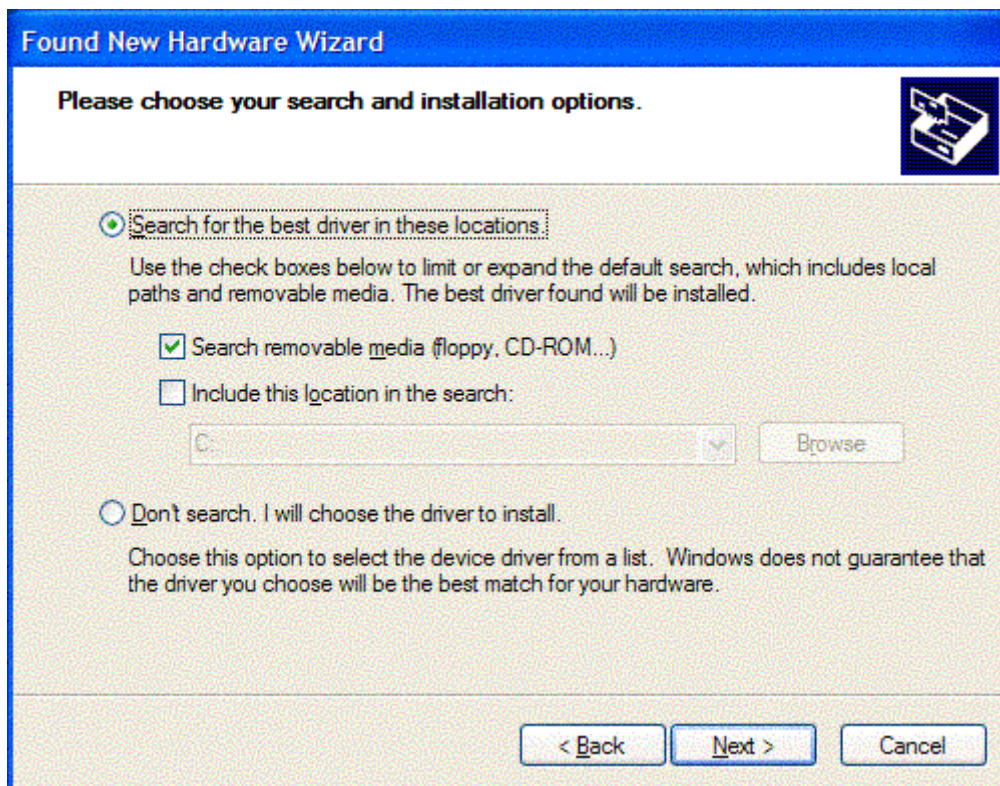 Found New Hardware Wizard
Please choose your search and installation options.
Search for the best driver in these locations.
Use the check boxes below to limit or expand the default search, which includes local
paths and removable media. The best driver found will be installed.
Search removable media (floppy, CD-ROM...)
Include this location in the search:
C:
Browse
Don't search. I will choose the driver to install.
Choose this option to select the device driver from a list. Windows does not guarantee that
the driver you choose will be the best match for your hardware.
< Back
Next >
Cancel